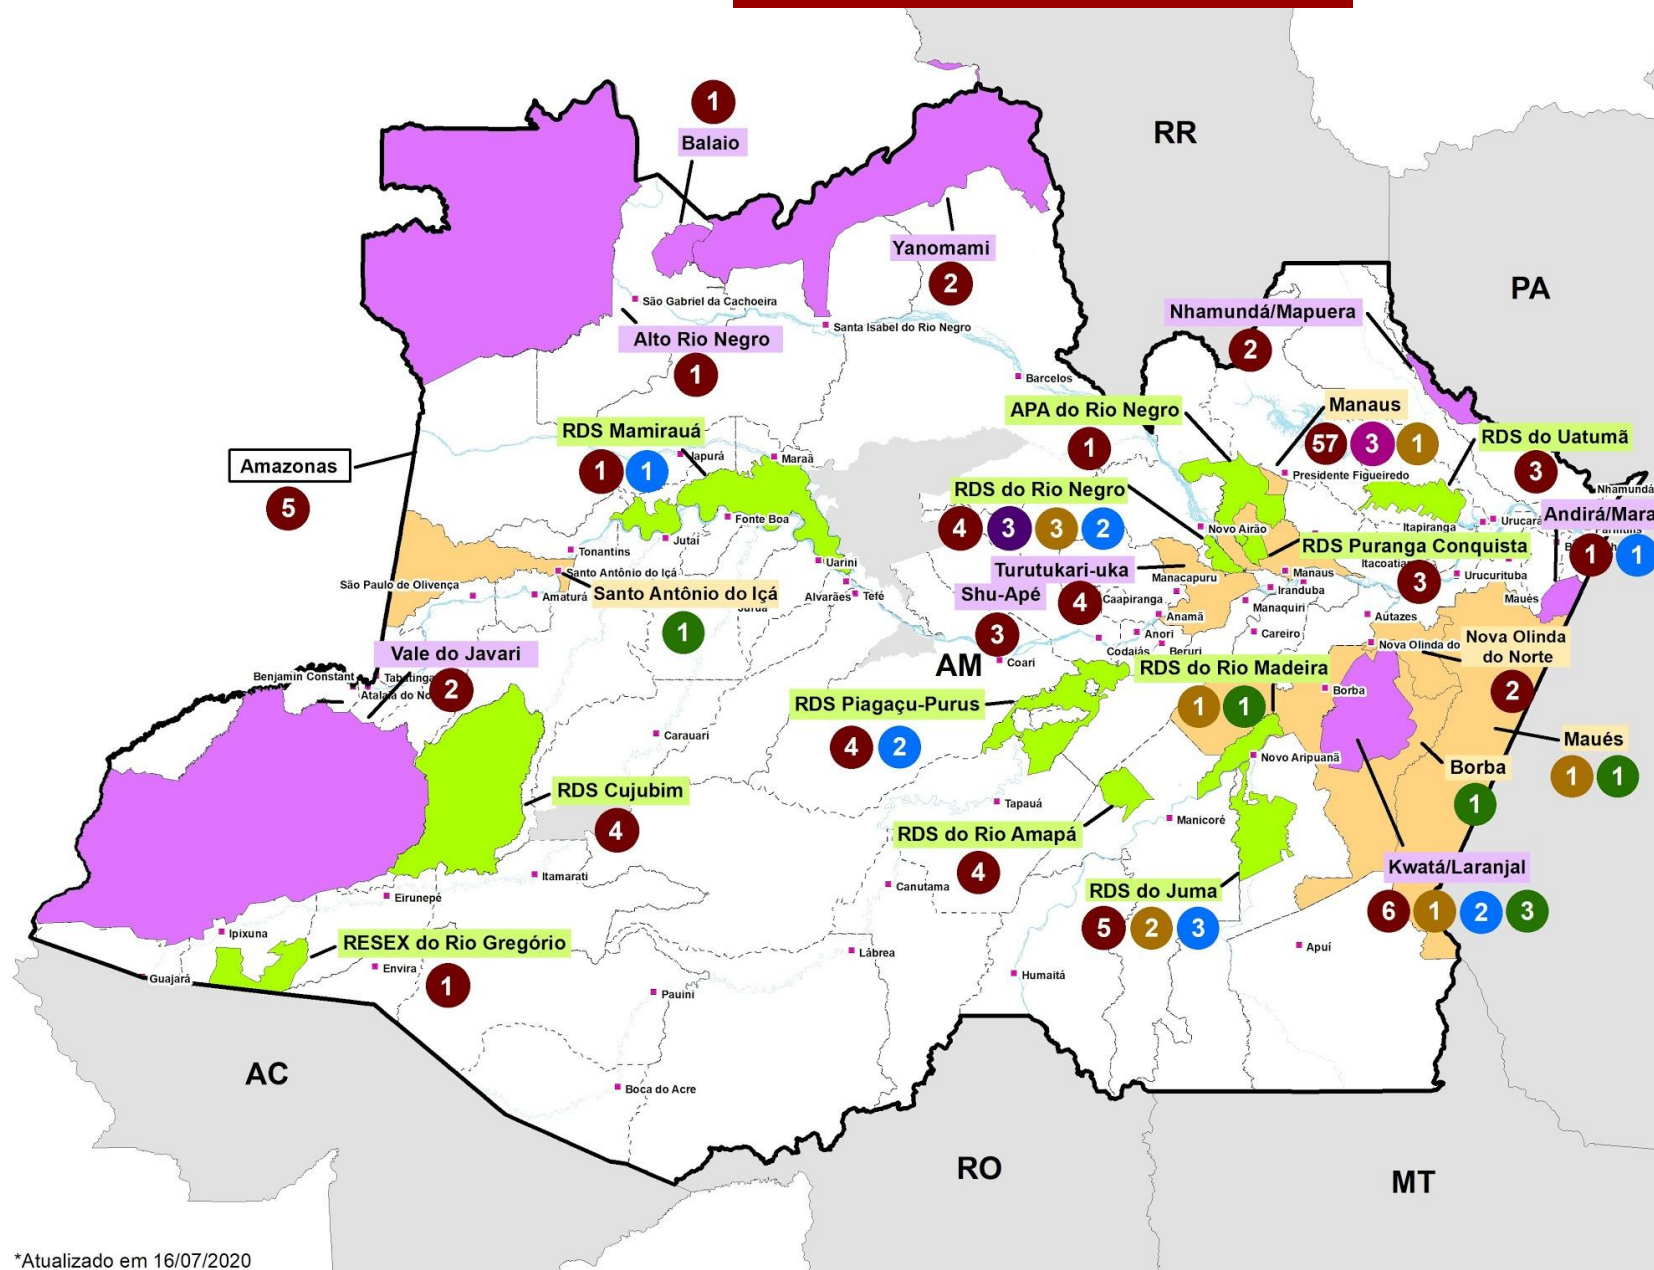 1
Balaio
RR
Yanomami
2
PA
São Gabriel da Cachoeira
Alto Rio Negro
1
Santa Isabel do Rio Negro
Nhamundá/Mapuera
2
Barcelos
APA do Rio Negro
1
Manaus
57 3 1
Presidente Figueiredo
RDS do Uatumã
3
RDS Mamirauá
1 1
Japurá
Maraã
Amazonas
5
Fonte Boa
Jutaí
RDS do Rio Negro
4 3 3 2
Novo Airão
Itapiranga
Urucará
Nhamundá
Andirá/Mara
1 1
Tonantins
Santo Antônio do Içá
São Paulo de Olivença
Amaturá
Santo Antônio do Içá
1
Uarini
Alvarães
Tefé
Turutukari-uka
4
Shu-Apé
3
Manacapuru
Caapiranga
Anamã
Anori
Codajás
Beruri
Coari
AM
RDS Puranga Conquista
3
Itacoatia
Manaus
Iranduba
Manaquiri
Careiro
Urucurituba
Maués
Autazes
Nova Olinda do
Nova Olinda
do Norte
2
Vale do Javari
2
Benjamin Constant
Tabatinga
Atalaia do No
RDS do Rio Madeira
1 1
Borba
Maués
1 1
Borba
1
RDS Piagaçu-Purus
4 2
Carauari
Novo Aripuanã
RDS Cujubim
4
Tapauá
Manicoré
RDS do Rio Amapá
4
Kwatá/Laranjal
6 1 2 3
Itamarati
Canutama
RDS do Juma
5 2 3
Eirunepé
Ipixuna
RESEX do Rio Gregório
1
Envira
Guajará
Lábrea
Humaitá
Apuí
Pauini
AC
Boca do Acre
RO
MT
*Atualizado em 16/07/2020